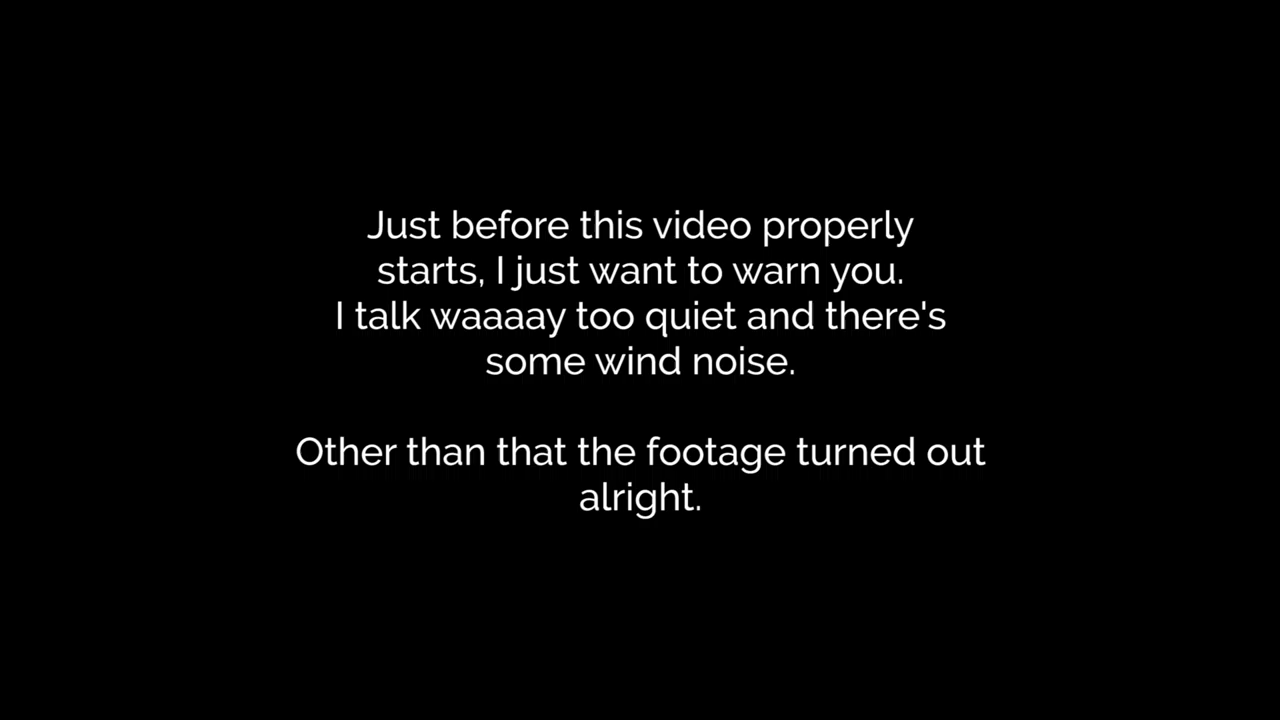 Just before this video properly
starts, I just want to warn you.
I talk waaaay too quiet and there's
some wind noise.
Other than that the footage turned out
alright.